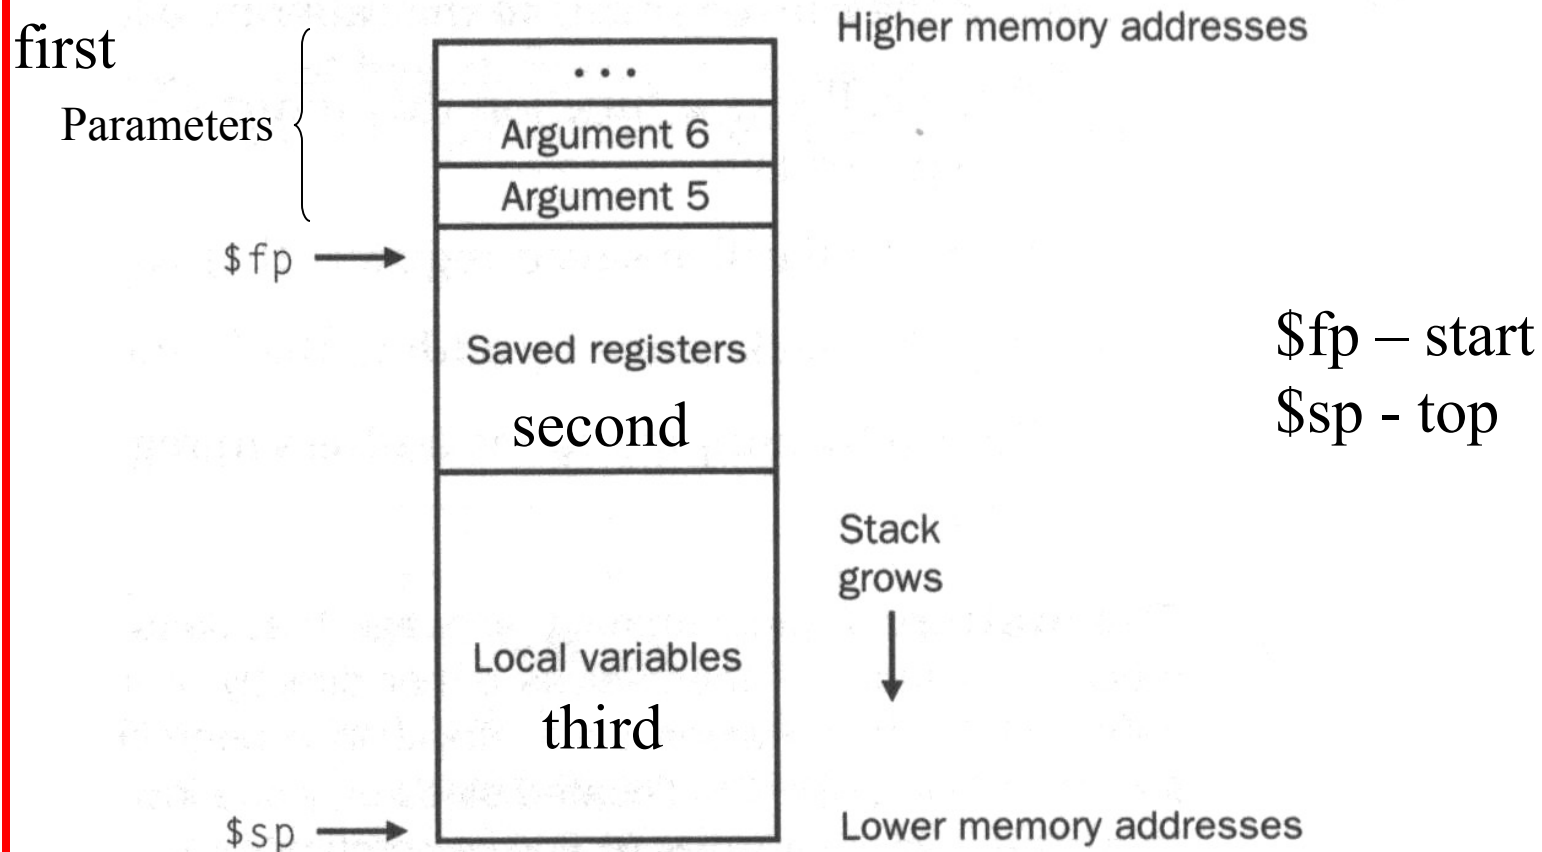 first
Parameters
Higher memory addresses
...
Argument 6
Argument 5
$fp
Saved registers
second
$fp – start
$sp - top
Stack
grows
Local variables
third
$sp
Lower memory addresses